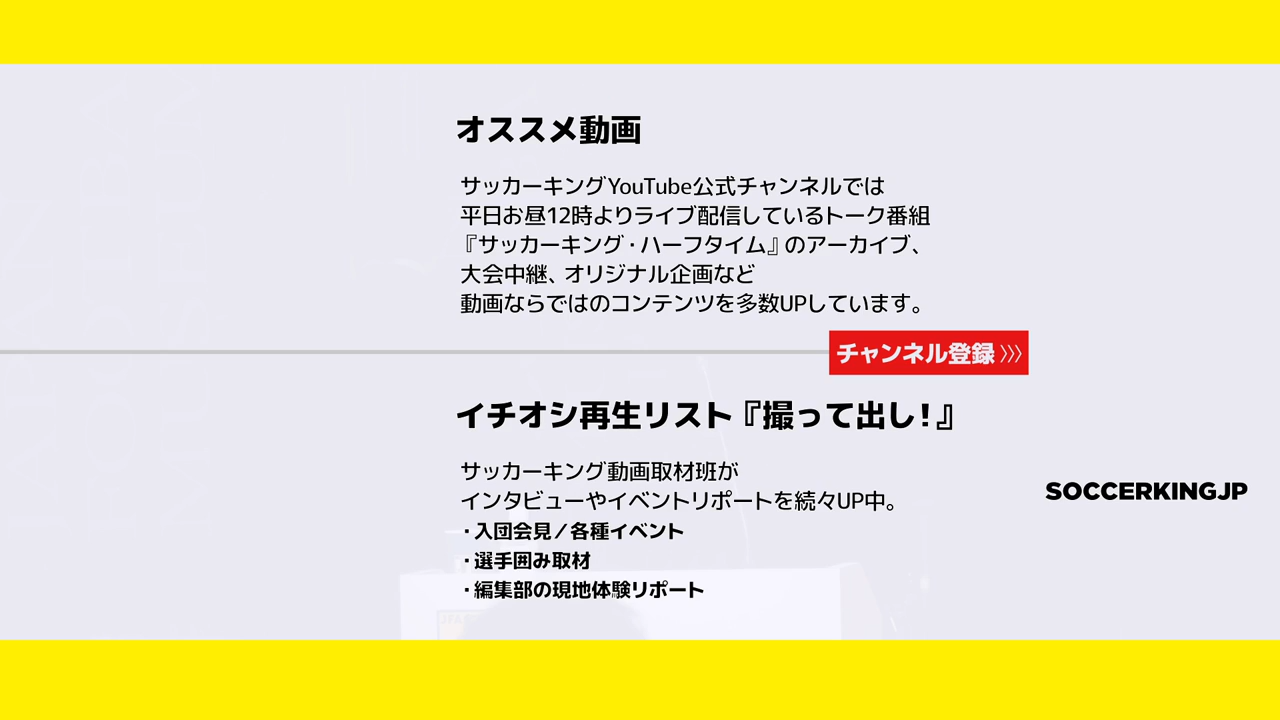 オススメ動画
サッカーキングYouTube公式チャンネルでは
平日お昼12時よりライブ配信しているトーク番組
『サッカーキング・ハーフタイム』のアーカイブ、
大会中継、オリジナル企画など
動画ならではのコンテンツを多数UPしています。
チャンネル登録 〉〉〉
イチオシ再生リスト『撮って出し！』
サッカーキング動画取材班が
インタビューやイベントリポートを続々UP中。
・入団会見／各種イベント
・選手囲み取材
・編集部の現地体験リポート
SOCCERKINGJP